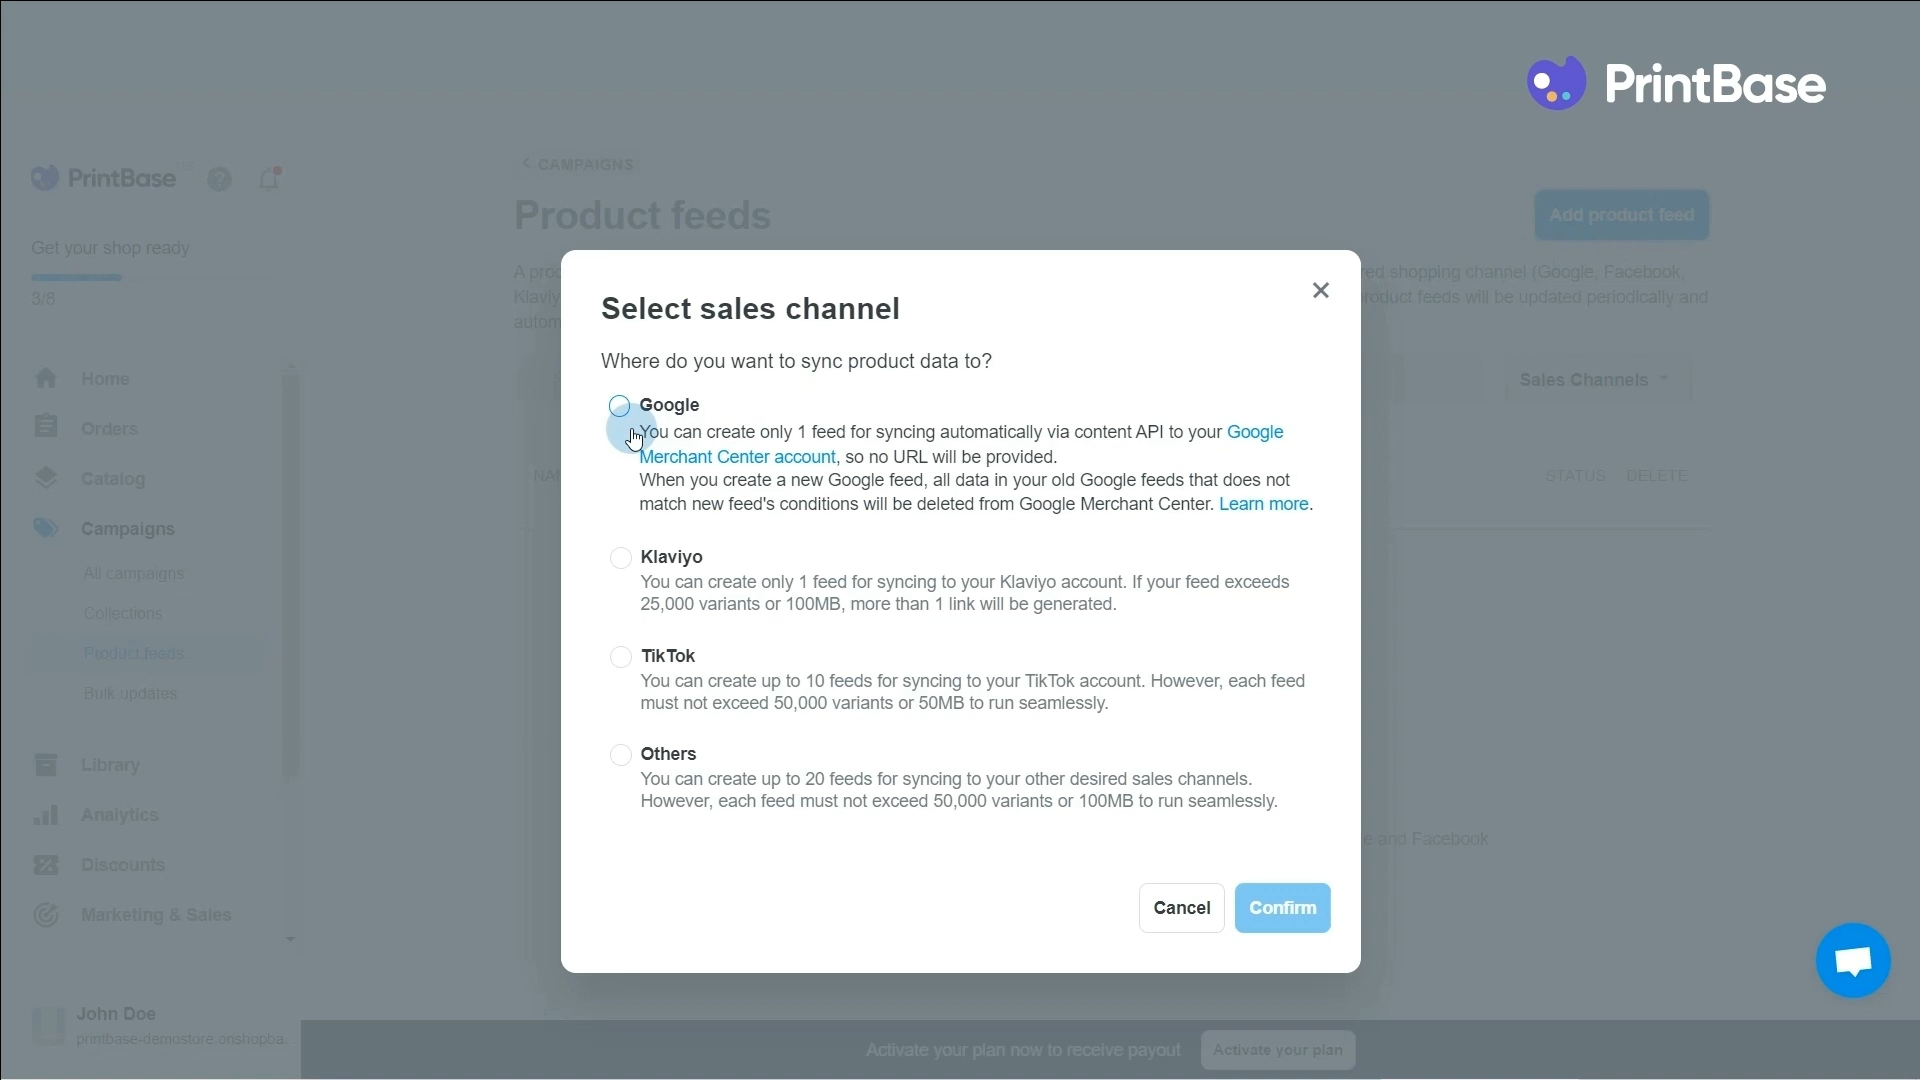 PrintBase
PrintBase
Get your shop ready
3/8
Home
Orders
Catalog
Campaigns
All campaigns
Collections
Product feeds
Bulk updates
Library
Analytics
Discounts
Marketing & Sales
John Doe
printbase-demostore.onshopba
CAMPAIGNS
Product feeds
Add product feed
red shopping channel (Google, Facebook,
Klaviy
roduct feeds will be updated periodically and
autom
Sales Channels
STATUS
DELETE
e and Facebook
Select sales channel
Where do you want to sync product data to?
Google
You can create only 1 feed for syncing automatically via content API to your Google
Merchant Center account, so no URL will be provided.
When you create a new Google feed, all data in your old Google feeds that does not
match new feed's conditions will be deleted from Google Merchant Center. Learn more.
Klaviyo
You can create only 1 feed for syncing to your Klaviyo account. If your feed exceeds
25,000 variants or 100MB, more than 1 link will be generated.
TikTok
You can create up to 10 feeds for syncing to your TikTok account. However, each feed
must not exceed 50,000 variants or 50MB to run seamlessly.
Others
You can create up to 20 feeds for syncing to your other desired sales channels.
However, each feed must not exceed 50,000 variants or 100MB to run seamlessly.
Cancel
Confirm
Activate your plan now to receive payout
Activate your plan